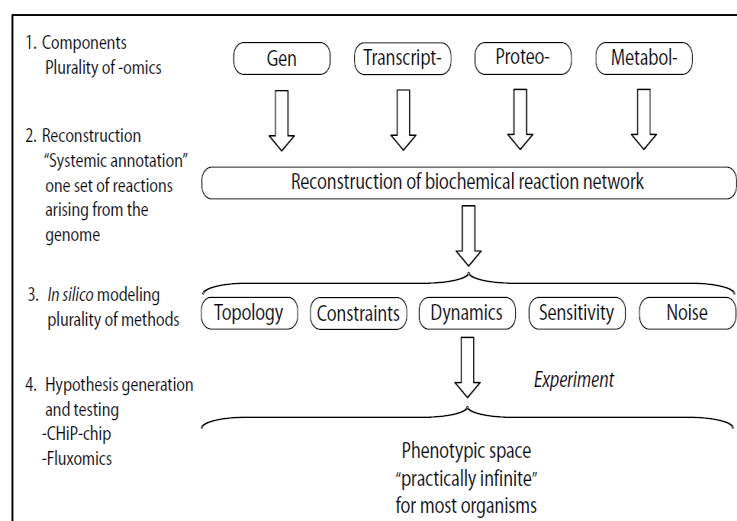 1. Components
Plurality of -omics
Gen
Transcript-
Proteo-
Metabol-
2. Reconstruction
“Systemic annotation”
one set of reactions
arising from the
genome
Reconstruction of biochemical reaction network
3. In silico modeling
plurality of methods
Topology
Constraints
Dynamics
Sensitivity
Noise
4. Hypothesis generation
and testing
-CHiP-chip
-Fluxomics
Experiment
Phenotypic space
“practically infinite”
for most organisms